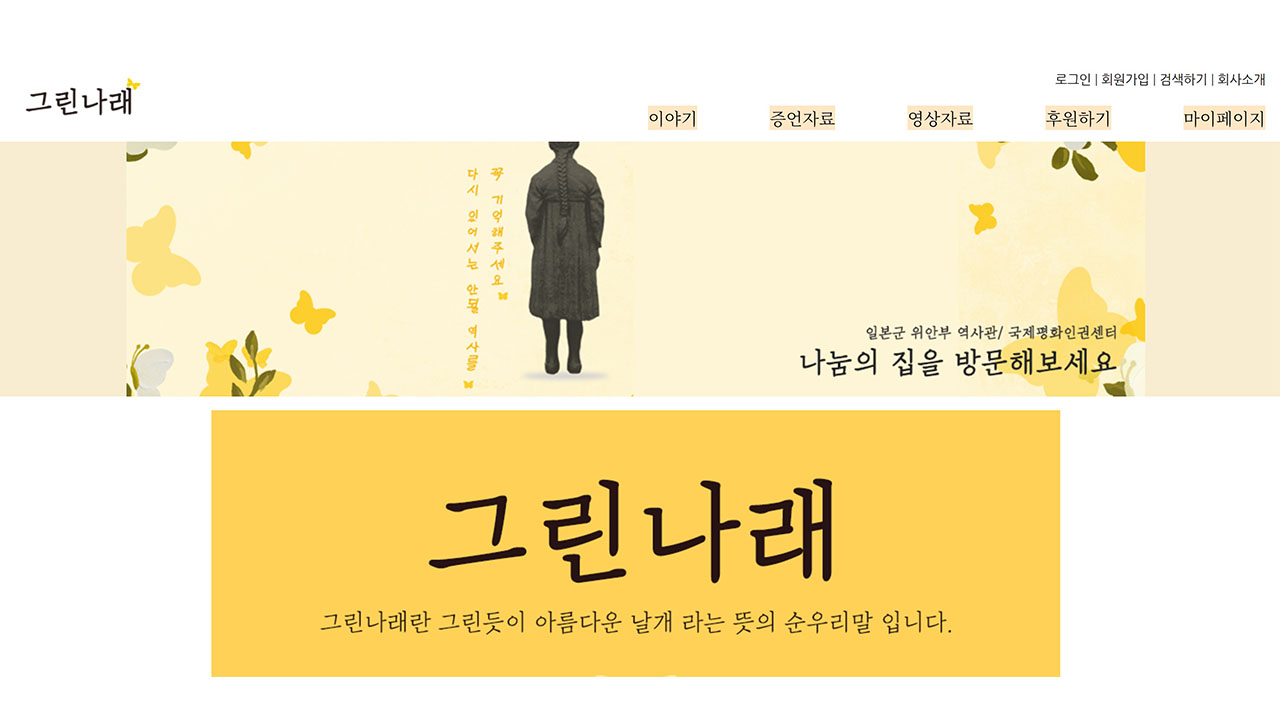 로그인 | 회원가입 | 검색하기 | 회사소개
그린나래
이야기 증언자료 영상자료 후원하기 마이페이지
꼭 기억해주세요
다시 있어서는 안될 역사를
일본군 위안부 역사관/ 국제평화인권센터
나눔의 집을 방문해보세요
그린나래
그린나래란 그린듯이 아름다운 날개 라는 뜻의 순우리말 입니다.